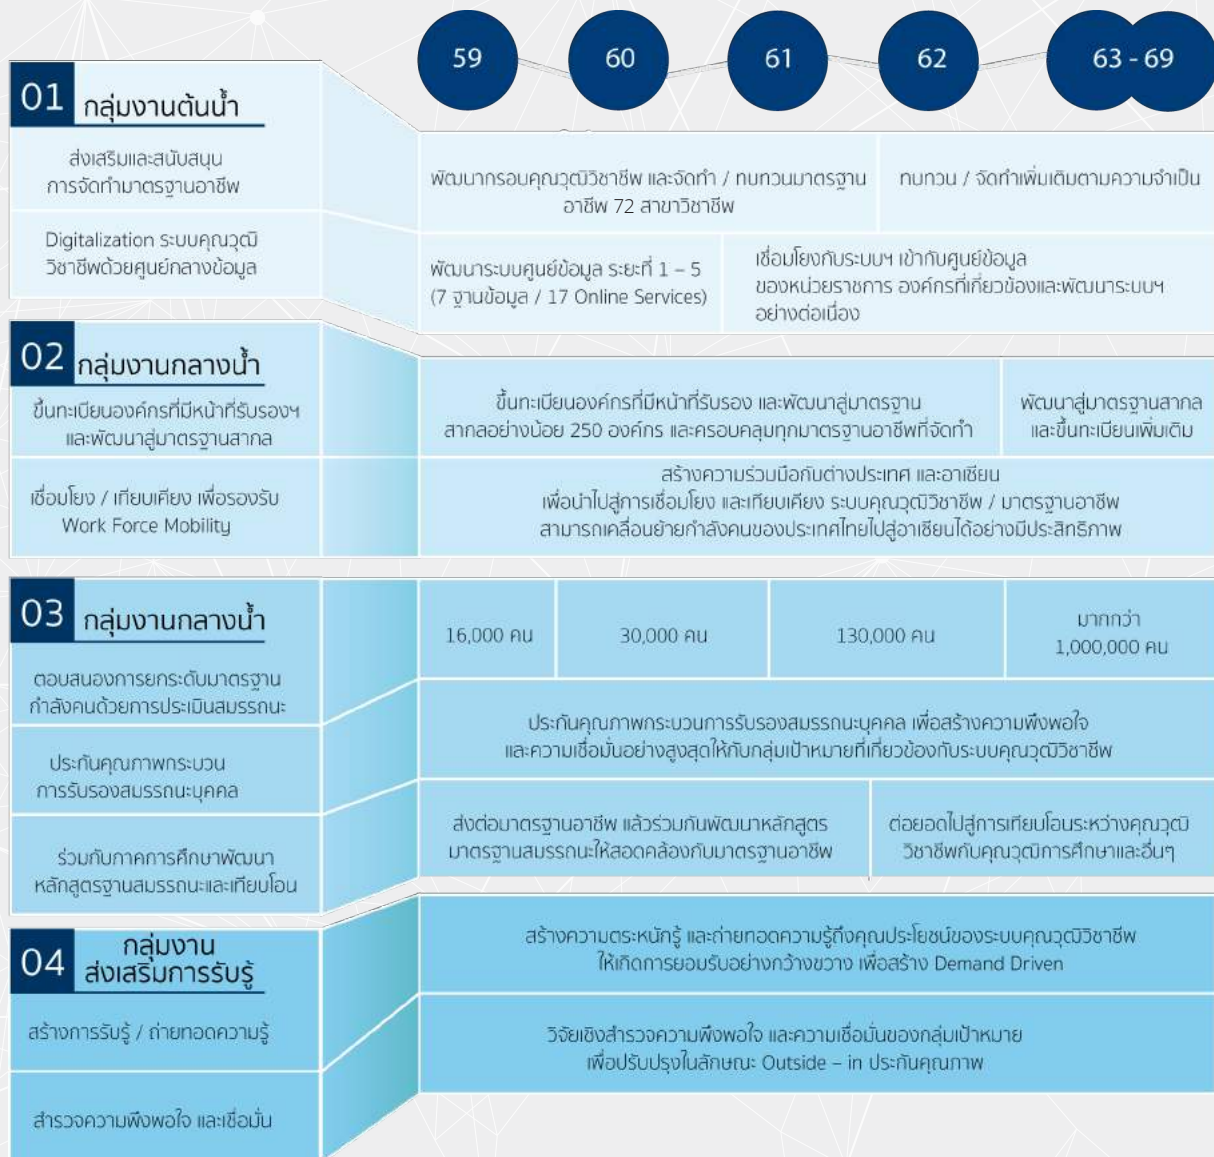 59
60
61
62
63 - 69
01 กลุ่มงานต้นน้ำ
ส่งเสริมและสนับสนุน
การจัดทำมาตรฐานอาชีพ
พัฒนากรอบคุณวุฒิวิชาชีพ และจัดทำ / ทบทวนมาตรฐาน
อาชีพ 72 สาขาวิชาชีพ
ทบทวน / จัดทำเพิ่มเติมตามความจำเป็น
Digitalization ระบบคุณวุฒิ
วิชาชีพด้วยศูนย์กลางข้อมูล
พัฒนาระบบศูนย์ข้อมูล ระยะที่ 1 – 5
(7 ฐานข้อมูล / 17 Online Services)
เชื่อมโยงกับระบบฯ เข้ากับศูนย์ข้อมูล
ของหน่วยราชการ องค์กรที่เกี่ยวข้องและพัฒนาระบบฯ
อย่างต่อเนื่อง
02 กลุ่มงานกลางน้ำ
ขึ้นทะเบียนองค์กรที่มีหน้าที่รับรองฯ
และพัฒนาสู่มาตรฐานสากล
ขึ้นทะเบียนองค์กรที่มีหน้าที่รับรอง และพัฒนาสู่มาตรฐาน
สากลอย่างน้อย 250 องค์กร และครอบคลุมทุกมาตรฐานอาชีพที่จัดทำ
พัฒนาสู่มาตรฐานสากล
และขึ้นทะเบียนเพิ่มเติม
เชื่อมโยง / เทียบเคียง เพื่อรองรับ
Work Force Mobility
สร้างความร่วมมือกับต่างประเทศ และอาเซียน
เพื่อนำไปสู่การเชื่อมโยง และเทียบเคียง ระบบคุณวุฒิวิชาชีพ / มาตรฐานอาชีพ
สามารถเคลื่อนย้ายกำลังคนของประเทศไทยไปสู่อาเซียนได้อย่างมีประสิทธิภาพ
03 กลุ่มงานกลางน้ำ
ตอบสนองการยกระดับมาตรฐาน
กำลังคนด้วยการประเมินสมรรถนะ
16,000 คน
30,000 คน
130,000 คน
มากกว่า
1,000,000 คน
ประกันคุณภาพกระบวน
การรับรองสมรรถนะบุคคล
ประกันคุณภาพกระบวนการรับรองสมรรถนะบุคคล เพื่อสร้างความพึงพอใจ
และความเชื่อมั่นอย่างสูงสุดให้กับกลุ่มเป้าหมายที่เกี่ยวข้องกับระบบคุณวุฒิวิชาชีพ
ร่วมกับภาคการศึกษาพัฒนา
หลักสูตรฐานสมรรถนะและเทียบโอน
ส่งต่อมาตรฐานอาชีพ แล้วร่วมกันพัฒนาหลักสูตร
มาตรฐานสมรรถนะให้สอดคล้องกับมาตรฐานอาชีพ
ต่อยอดไปสู่การเทียบโอนระหว่างคุณวุฒิ
วิชาชีพกับคุณวุฒิการศึกษาและอื่นๆ
04 กลุ่มงาน
ส่งเสริมการรับรู้
สร้างการรับรู้ / ถ่ายทอดความรู้
สร้างความตระหนักรู้ และถ่ายทอดความรู้ถึงคุณประโยชน์ของระบบคุณวุฒิวิชาชีพ
ให้เกิดการยอมรับอย่างกว้างขวาง เพื่อสร้าง Demand Driven
สำรวจความพึงพอใจ และเชื่อมั่น
วิจัยเชิงสำรวจความพึงพอใจ และความเชื่อมั่นของกลุ่มเป้าหมาย
เพื่อปรับปรุงในลักษณะ Outside – in ประกันคุณภาพ